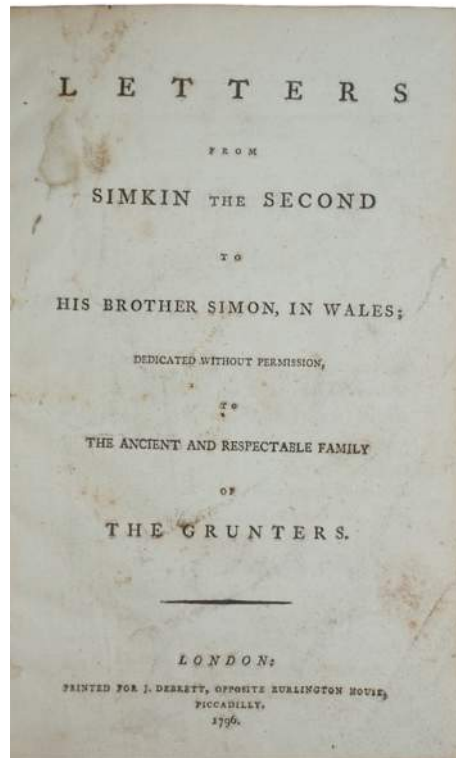 LETTERS
FROM
SIMKIN THE SECOND
TO
HIS BROTHER SIMON, IN WALES;
DEDICATED WITHOUT PERMISSION,
TO
THE ANCIENT AND RESPECTABLE FAMILY
OF
THE GRUNTERS.
LONDON:
PRINTED FOR J. DEBRETT, OPPOSITE BURLINGTON HOUSE,
PICCADILLY.
1796.